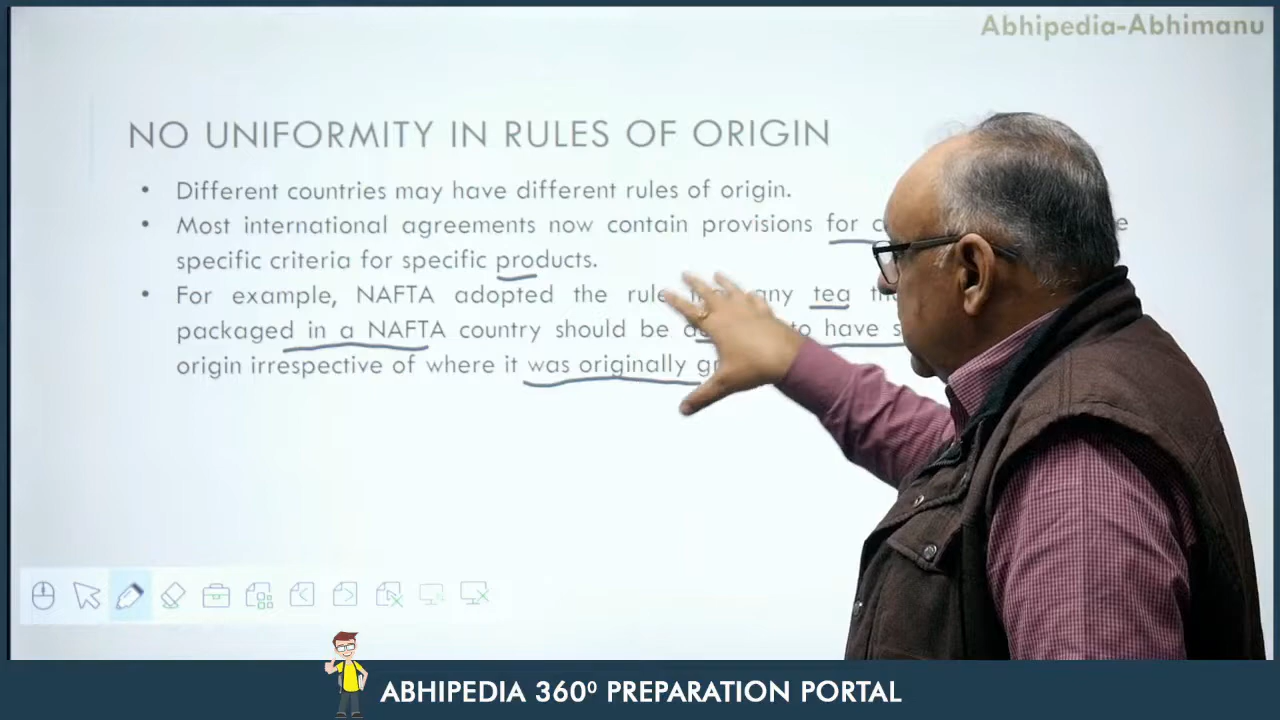 Abhipedia-Abhimanu
NO UNIFORMITY IN RULES OF ORIGIN
• Different countries may have different rules of origin.
• Most international agreements now contain provisions for
specific criteria for specific products.
• For example, NAFTA adopted the rule any tea
packaged in a NAFTA country should be to have
origin irrespective of where it was originally
ABHIPEDIA 360⁰ PREPARATION PORTAL